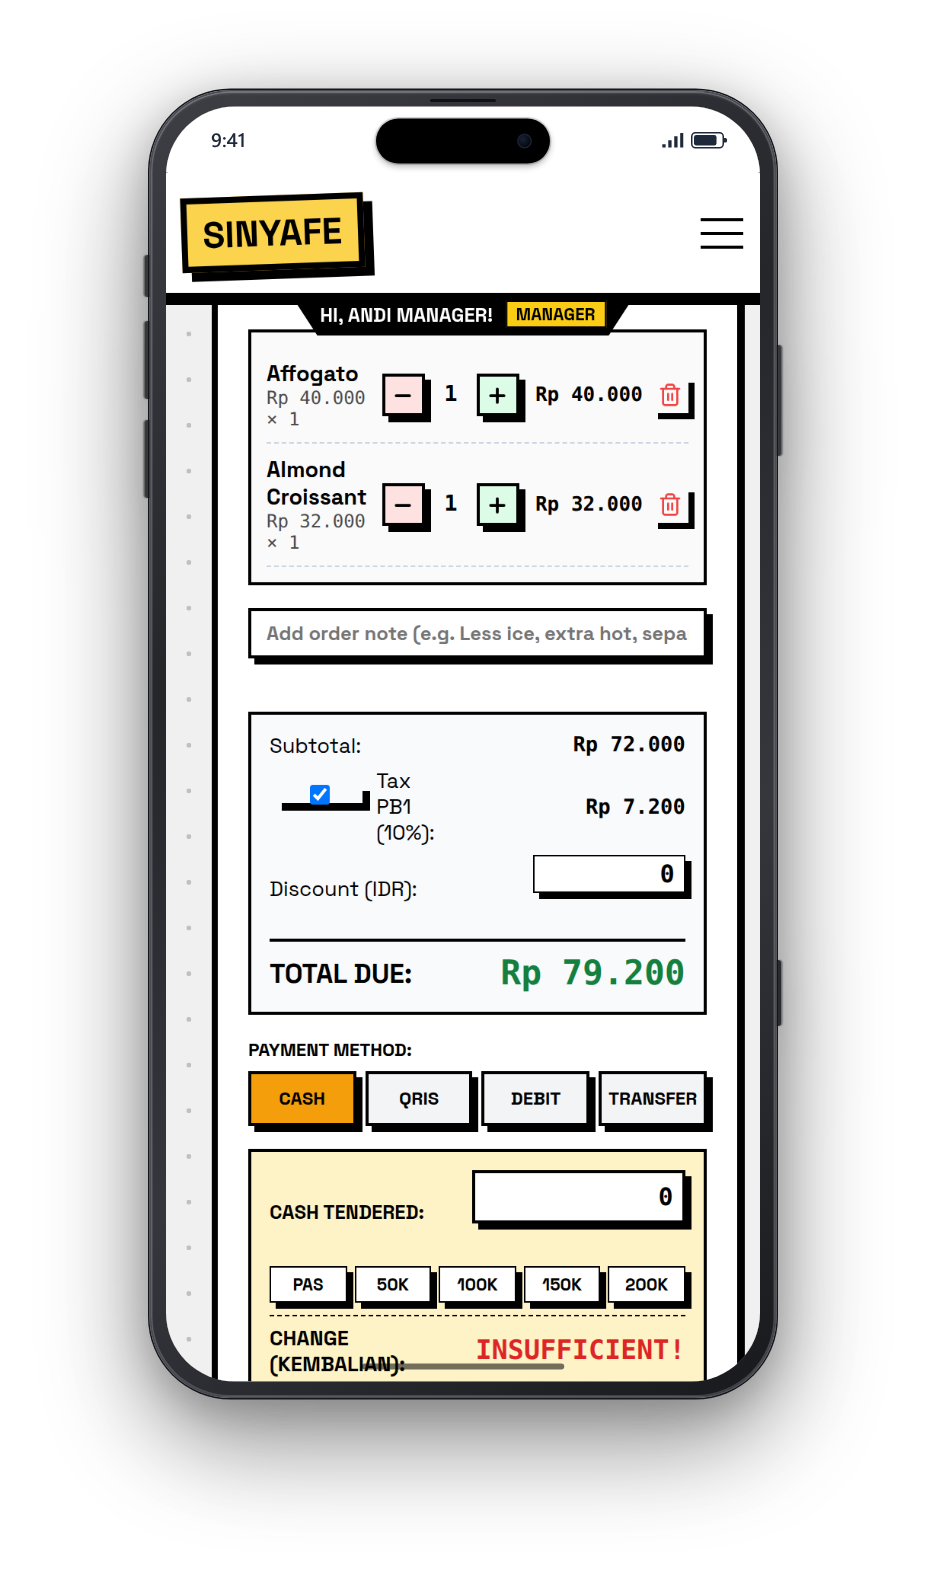 9:41
SINYAFE
HI, ANDI MANAGER! MANAGER
Affogato
Rp 40.000
× 1
− 1 + Rp 40.000
Almond
Croissant
Rp 32.000
× 1
− 1 + Rp 32.000
Add order note (e.g. Less ice, extra hot, sepa
Subtotal: Rp 72.000
Tax
PB1
(10%):
Rp 7.200
Discount (IDR): 0
TOTAL DUE: Rp 79.200
PAYMENT METHOD:
CASH QRIS DEBIT TRANSFER
CASH TENDERED: 0
PAS 50K 100K 150K 200K
CHANGE
(KEMBALIAN):
INSUFFICIENT!